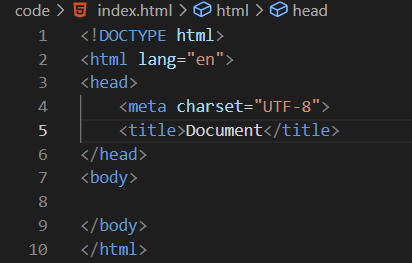 code > index.html > html > head
1 <!DOCTYPE html>
2 <html lang="en">
3 <head>
4     <meta charset="UTF-8">
5     <title>Document</title>
6 </head>
7 <body>
8
9 </body>
10 </html>